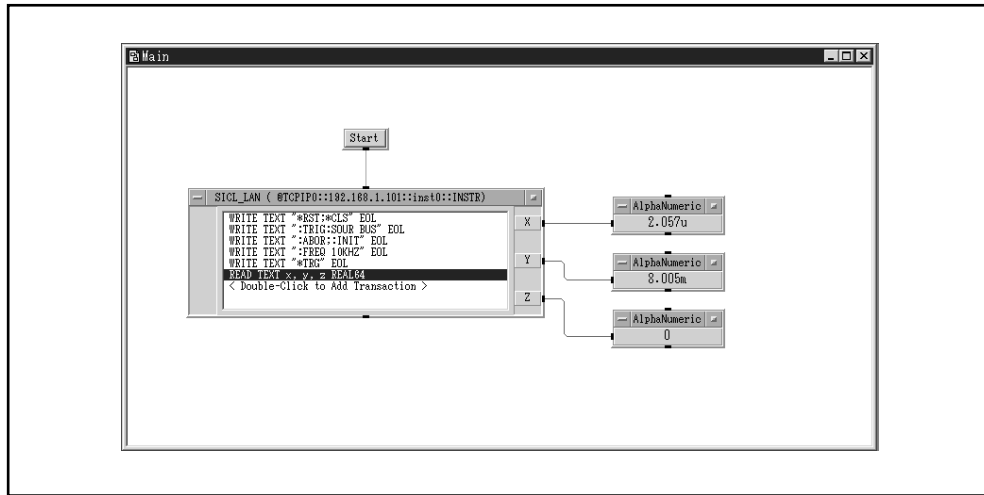 Main
Start
SICL_LAN ( @TCPIP0::192.168.1.101::inst0::INSTR)
WRITE TEXT "*RST;*CLS" EOL
WRITE TEXT ":TRIG:SOUR BUS" EOL
WRITE TEXT ":ABOR;:INIT" EOL
WRITE TEXT ":FREQ 10KHZ" EOL
WRITE TEXT "*TRG" EOL
READ TEXT x, y, z REAL64
< Double-Click to Add Transaction >
X
Y
Z
AlphaNumeric
2.057u
AlphaNumeric
8.005m
AlphaNumeric
0